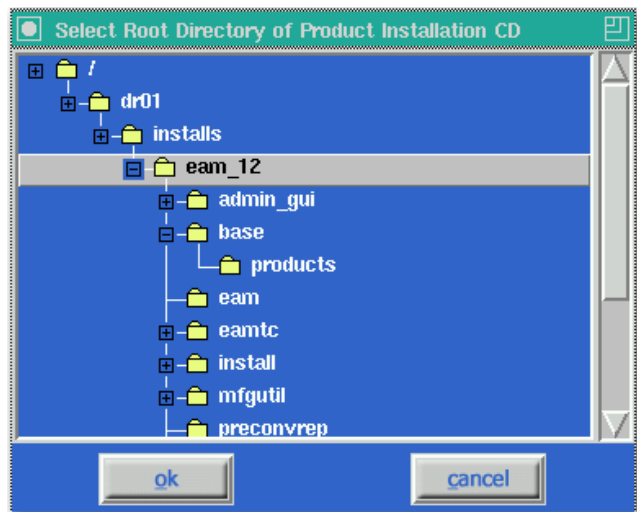 Select Root Directory of Product Installation CD
/
dr01
installs
eam_12
admin_gui
base
products
eam
eamtc
install
mfgutil
preconvrep
ok
cancel